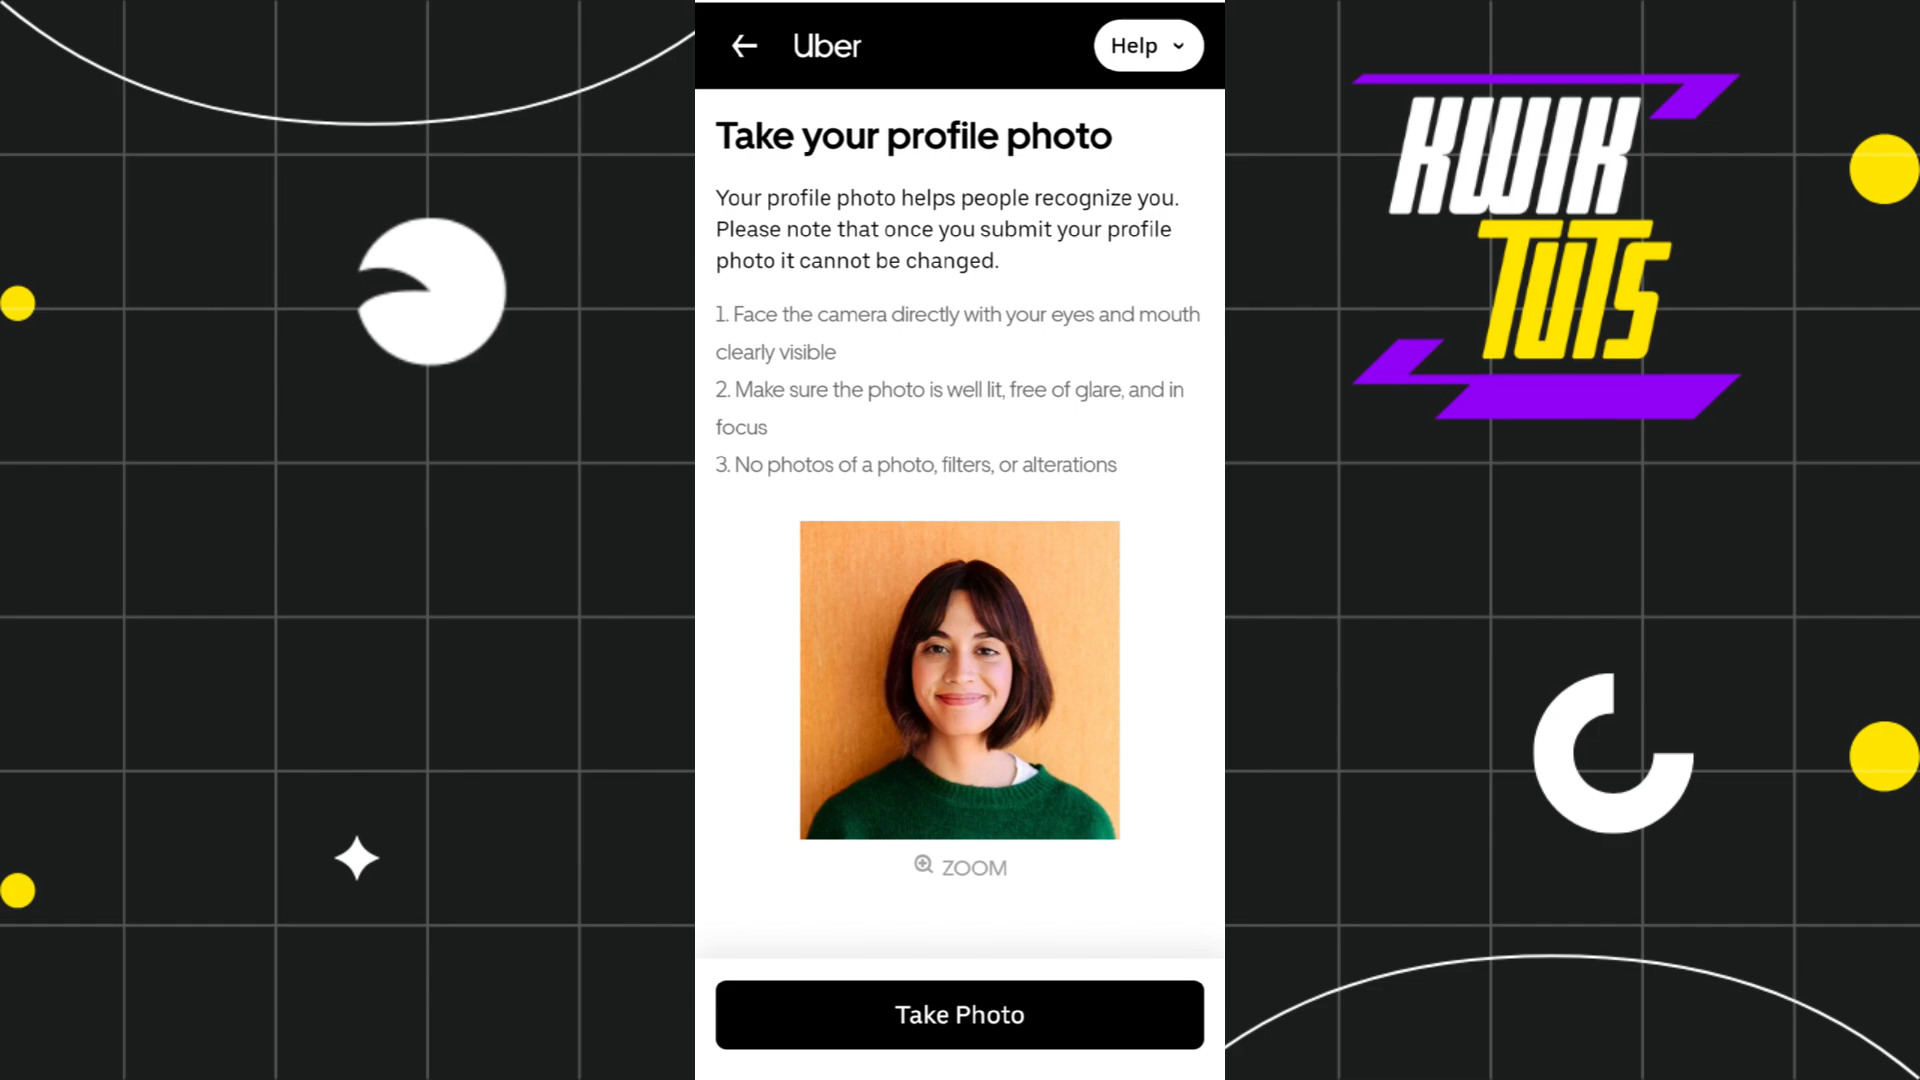 Uber
Help
Take your profile photo
Your profile photo helps people recognize you.
Please note that once you submit your profile
photo it cannot be changed.
1. Face the camera directly with your eyes and mouth
clearly visible
2. Make sure the photo is well lit, free of glare, and in
focus
3. No photos of a photo, filters, or alterations
ZOOM
Take Photo
KWIK
TUTS